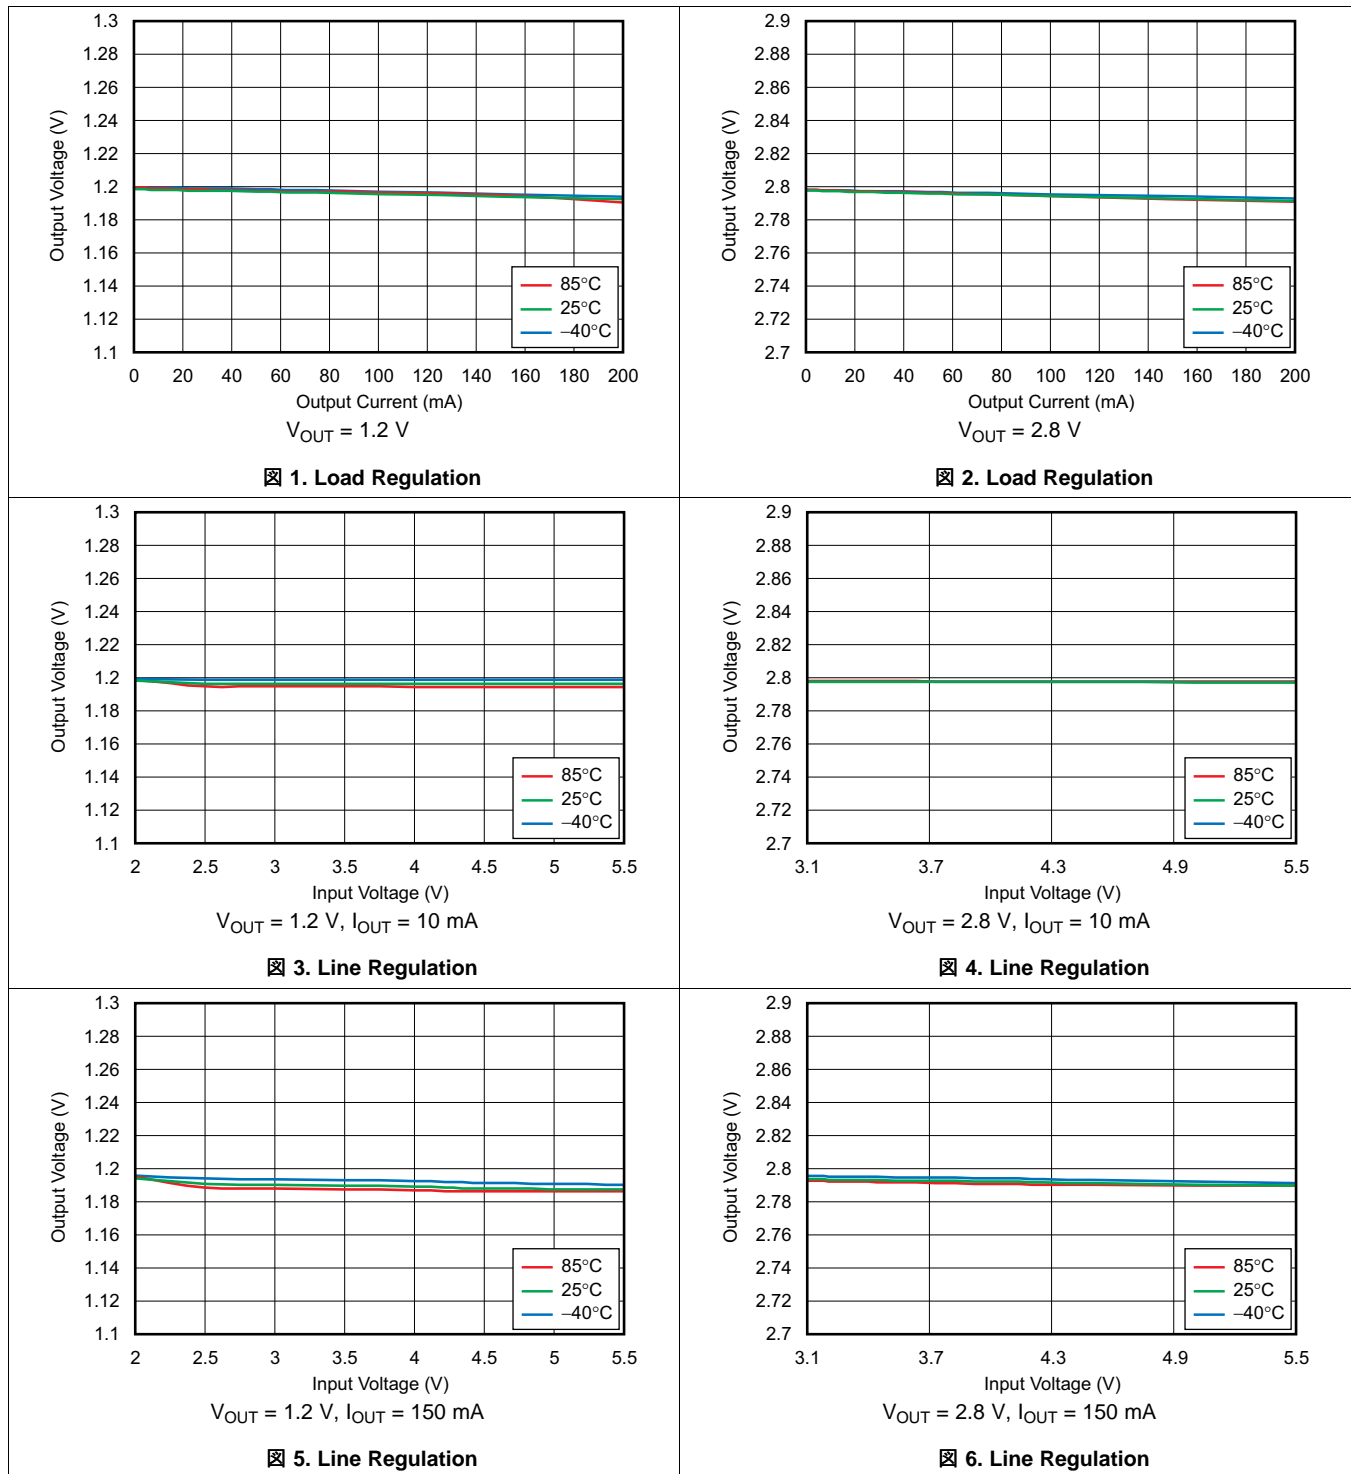 1.3
1.28
1.26
1.24
1.22
1.2
1.18
1.16
1.14
1.12
1.1
Output Voltage (V)
85°C
25°C
–40°C
0 20 40 60 80 100 120 140 160 180 200
Output Current (mA)
VOUT = 1.2 V
図 1. Load Regulation
2.9
2.88
2.86
2.84
2.82
2.8
2.78
2.76
2.74
2.72
2.7
Output Voltage (V)
85°C
25°C
–40°C
0 20 40 60 80 100 120 140 160 180 200
Output Current (mA)
VOUT = 2.8 V
図 2. Load Regulation
1.3
1.28
1.26
1.24
1.22
1.2
1.18
1.16
1.14
1.12
1.1
Output Voltage (V)
85°C
25°C
–40°C
2 2.5 3 3.5 4 4.5 5 5.5
Input Voltage (V)
VOUT = 1.2 V, IOUT = 10 mA
図 3. Line Regulation
2.9
2.88
2.86
2.84
2.82
2.8
2.78
2.76
2.74
2.72
2.7
Output Voltage (V)
85°C
25°C
–40°C
3.1 3.7 4.3 4.9 5.5
Input Voltage (V)
VOUT = 2.8 V, IOUT = 10 mA
図 4. Line Regulation
1.3
1.28
1.26
1.24
1.22
1.2
1.18
1.16
1.14
1.12
1.1
Output Voltage (V)
85°C
25°C
–40°C
2 2.5 3 3.5 4 4.5 5 5.5
Input Voltage (V)
VOUT = 1.2 V, IOUT = 150 mA
図 5. Line Regulation
2.9
2.88
2.86
2.84
2.82
2.8
2.78
2.76
2.74
2.72
2.7
Output Voltage (V)
85°C
25°C
–40°C
3.1 3.7 4.3 4.9 5.5
Input Voltage (V)
VOUT = 2.8 V, IOUT = 150 mA
図 6. Line Regulation